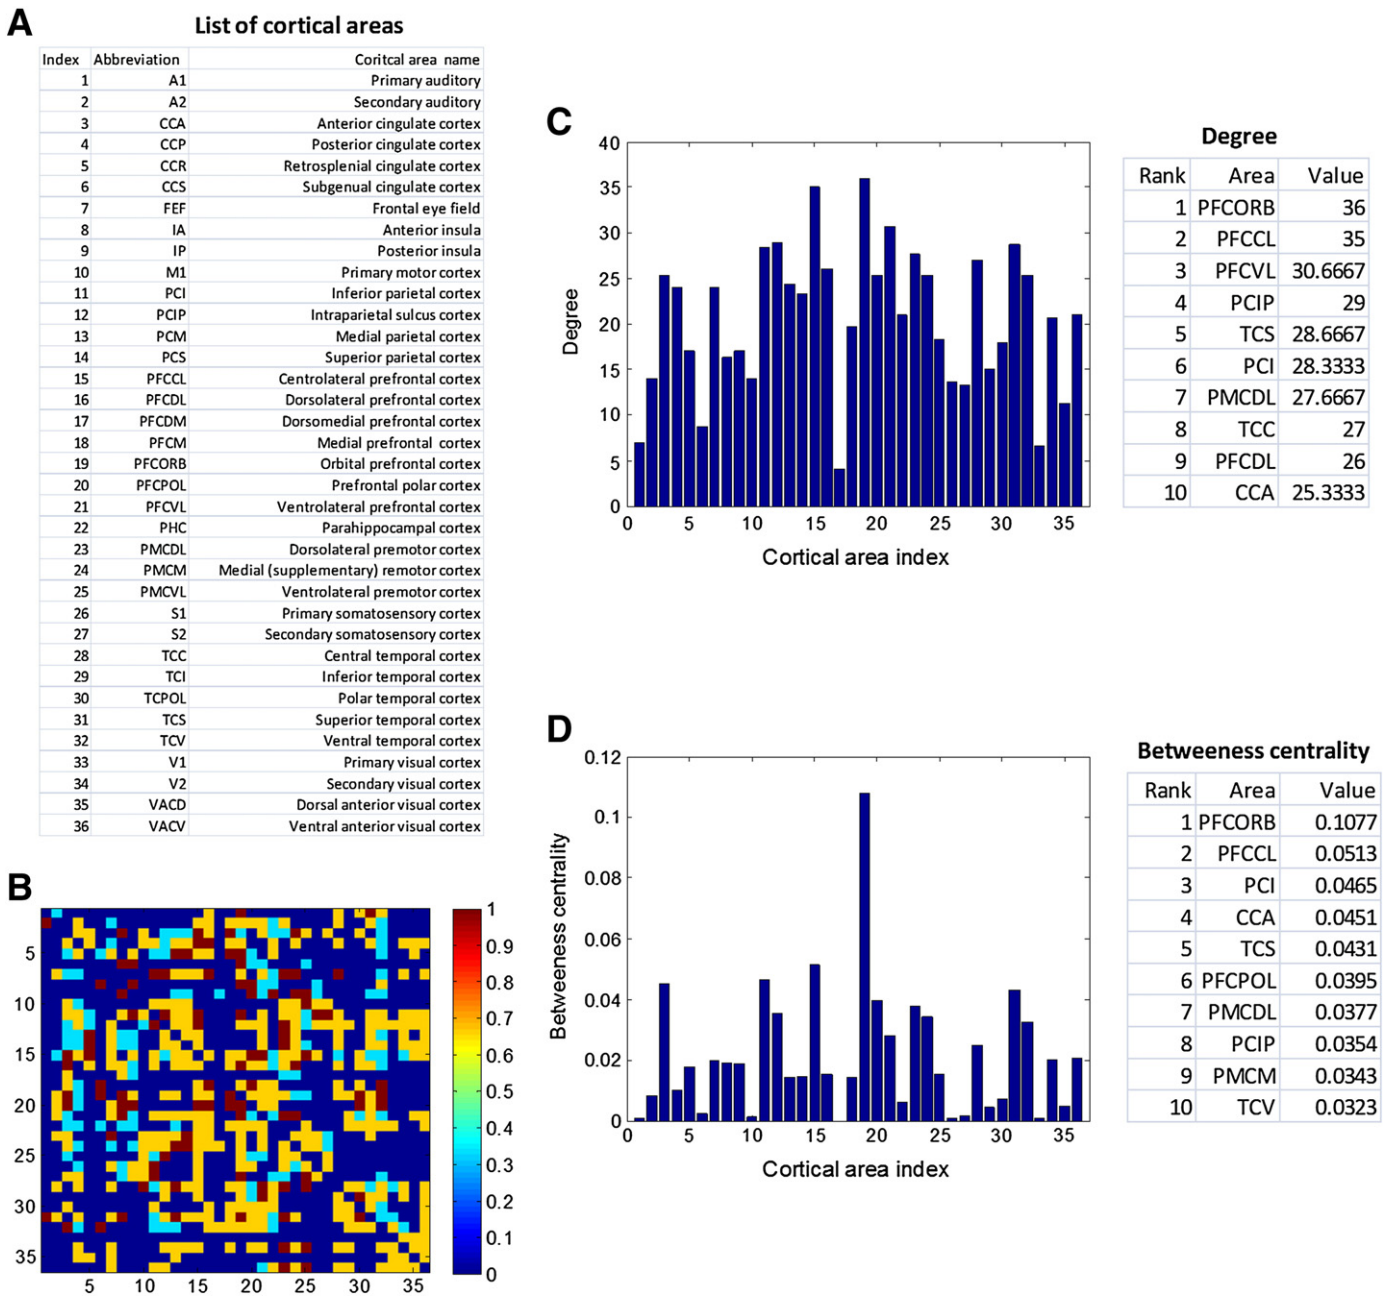 A
List of cortical areas
Index Abbreviation Coritcal area name
1 A1 Primary auditory
2 A2 Secondary auditory
3 CCA Anterior cingulate cortex
4 CCP Posterior cingulate cortex
5 CCR Retrosplenial cingulate cortex
6 CCS Subgenual cingulate cortex
7 FEF Frontal eye field
8 IA Anterior insula
9 IP Posterior insula
10 M1 Primary motor cortex
11 PCI Inferior parietal cortex
12 PCIP Intraparietal sulcus cortex
13 PCM Medial parietal cortex
14 PCS Superior parietal cortex
15 PFCCL Centrolateral prefrontal cortex
16 PFCDL Dorsolateral prefrontal cortex
17 PFCDM Dorsomedial prefrontal cortex
18 PFCM Medial prefrontal cortex
19 PFCORB Orbital prefrontal cortex
20 PFCPOL Prefrontal polar cortex
21 PFCVL Ventrolateral prefrontal cortex
22 PHC Parahippocampal cortex
23 PMCDL Dorsolateral premotor cortex
24 PMCM Medial (supplementary) remotor cortex
25 PMCVL Ventrolateral premotor cortex
26 S1 Primary somatosensory cortex
27 S2 Secondary somatosensory cortex
28 TCC Central temporal cortex
29 TCI Inferior temporal cortex
30 TCPOL Polar temporal cortex
31 TCS Superior temporal cortex
32 TCV Ventral temporal cortex
33 V1 Primary visual cortex
34 V2 Secondary visual cortex
35 VACD Dorsal anterior visual cortex
36 VACV Ventral anterior visual cortex
B
5
10
15
20
25
30
35
5 10 15 20 25 30 35
1
0.9
0.8
0.7
0.6
0.5
0.4
0.3
0.2
0.1
0
C
40
35
30
25
20
15
10
5
0
Degree
0 5 10 15 20 25 30 35
Cortical area index
Degree
Rank Area Value
1 PFCORB 36
2 PFCCL 35
3 PFCVL 30.6667
4 PCIP 29
5 TCS 28.6667
6 PCI 28.3333
7 PMCDL 27.6667
8 TCC 27
9 PFCDL 26
10 CCA 25.3333
D
0.12
0.1
0.08
0.06
0.04
0.02
0
Betweeness centrality
0 5 10 15 20 25 30 35
Cortical area index
Betweeness centrality
Rank Area Value
1 PFCORB 0.1077
2 PFCCL 0.0513
3 PCI 0.0465
4 CCA 0.0451
5 TCS 0.0431
6 PFCPOL 0.0395
7 PMCDL 0.0377
8 PCIP 0.0354
9 PMCM 0.0343
10 TCV 0.0323